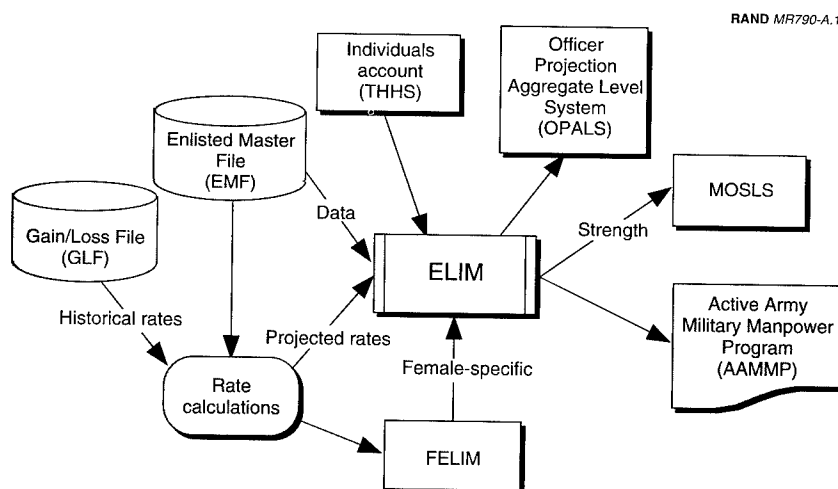 RAND MR790-A.1
Individuals
account
(THHS)
Officer
Projection
Aggregate Level
System
(OPALS)
Enlisted Master
File
(EMF)
Gain/Loss File
(GLF)
Data
MOSLS
Strength
ELIM
Historical rates
Projected rates
Active Army
Military Manpower
Program
(AAMMP)
Rate
calculations
Female-specific
FELIM